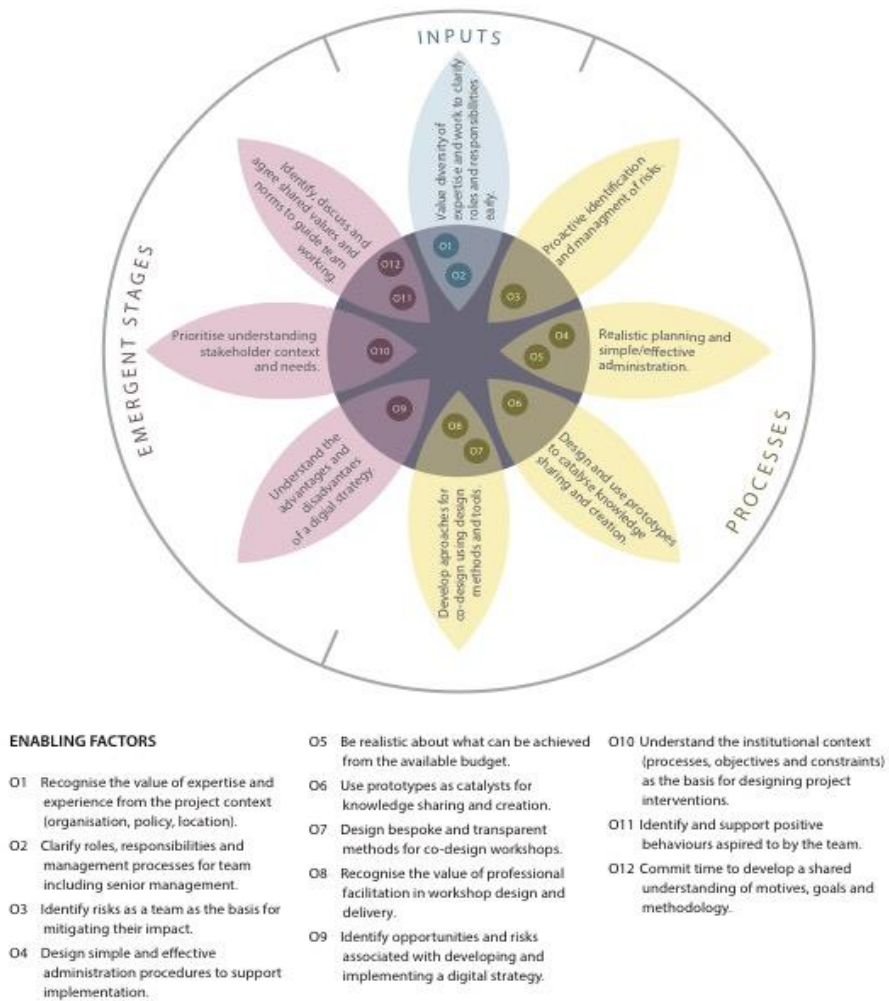 INPUTS
Value diversity of
expertise and work to clarify
roles and responsibilities
early.
O1
O2
Proactive identification
and managment of risks.
O3
Realistic planning and
simple/effective
administration.
O4
O5
Design and use prototypes
to catalyse knowledge
sharing and creation.
O6
PROCESSES
Develop aproaches for
co-design using design
methods and tools.
O8
O7
Understand the
advantages and
disadvantaes
of a digial strategy.
O9
Prioritise understanding
stakeholder context
and needs.
O10
Identify, discuss and
agree shared values and
norms to guide team
working.
O12
O11
EMERGENT STAGES
ENABLING FACTORS
O1 Recognise the value of expertise and
experience from the project context
(organisation, policy, location).
O2 Clarify roles, responsibilities and
management processes for team
including senior management.
O3 Identify risks as a team as the basis for
mitigating their impact.
O4 Design simple and effective
administration procedures to support
implementation.
O5 Be realistic about what can be achieved
from the available budget.
O6 Use prototypes as catalysts for
knowledge sharing and creation.
O7 Design bespoke and transparent
methods for co-design workshops.
O8 Recognise the value of professional
facilitation in workshop design and
delivery.
O9 Identify opportunities and risks
associated with developing and
implementing a digital strategy.
O10 Understand the institutional context
(processes, objectives and constraints)
as the basis for designing project
interventions.
O11 Identify and support positive
behaviours aspired to by the team.
O12 Commit time to develop a shared
understanding of motives, goals and
methodology.